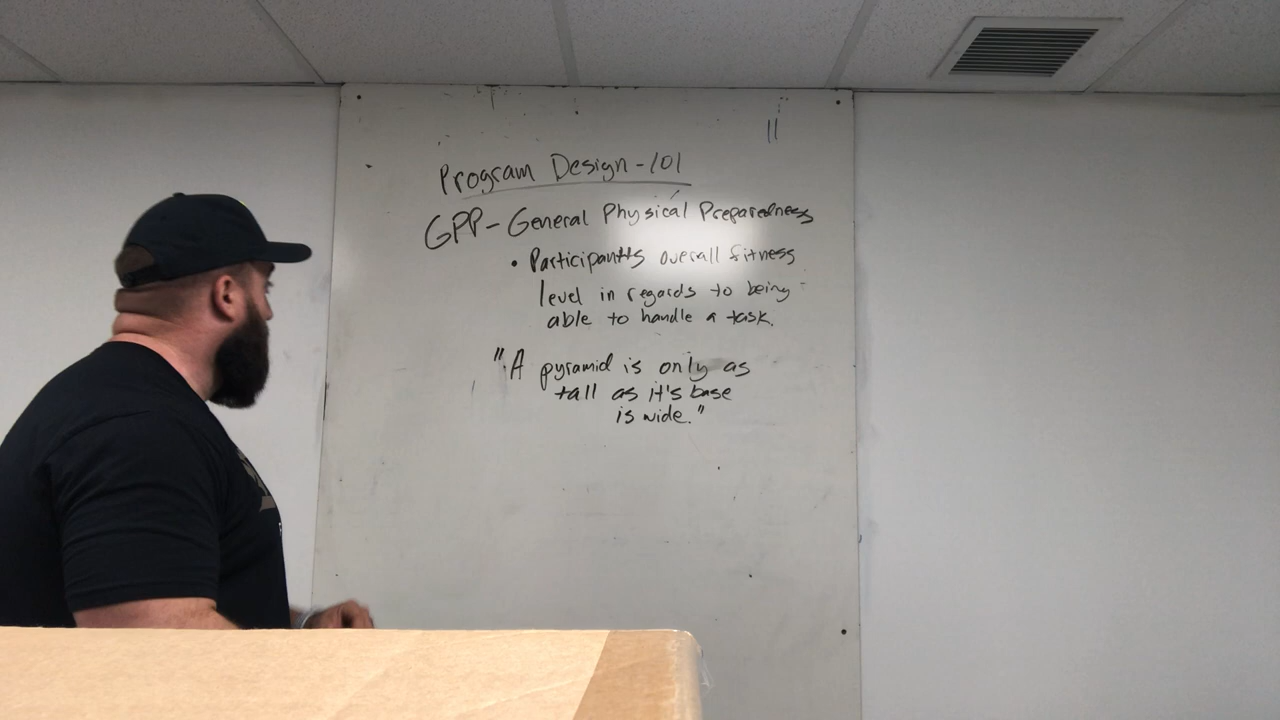 Program Design-101
GPP-General Physical Preparedness
• Participants overall fitness
level in regards to being
able to handle a task.
"A pyramid is only as
tall as it's base
is wide."